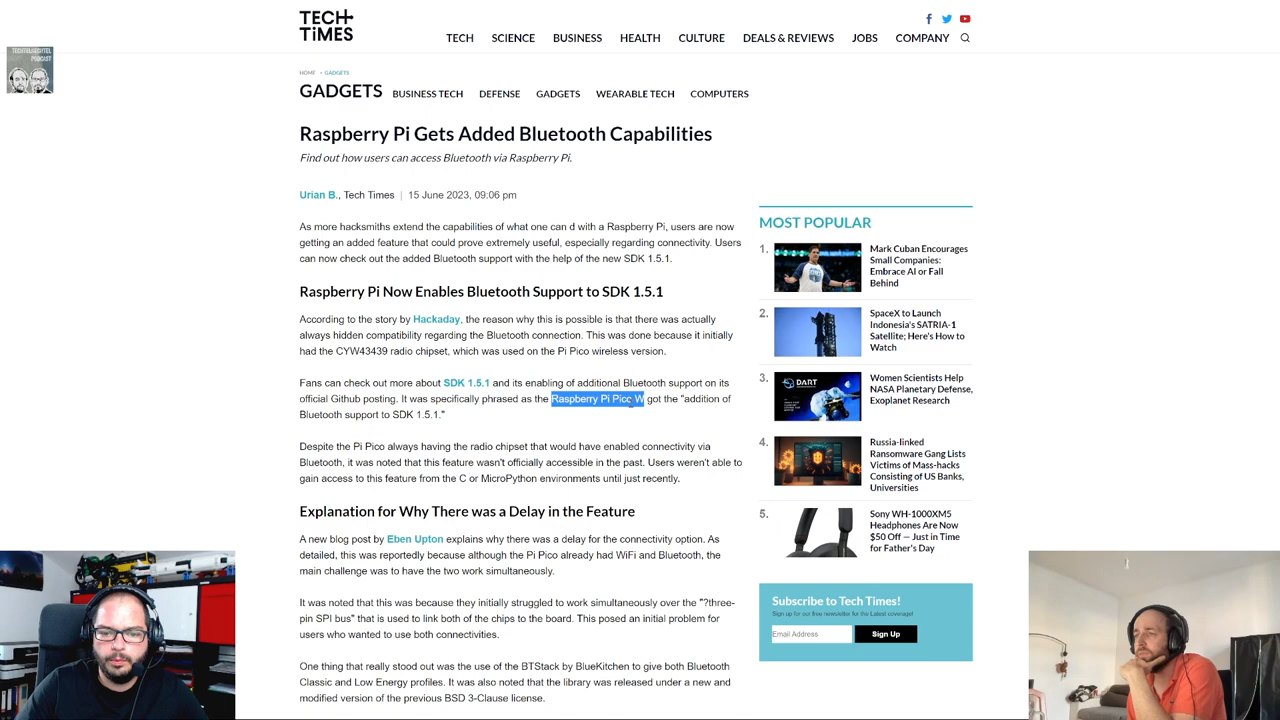 TECH
TiMES
TECH SCIENCE BUSINESS HEALTH CULTURE DEALS & REVIEWS JOBS COMPANY
PODCAST
HOME › GADGETS
GADGETS BUSINESS TECH DEFENSE GADGETS WEARABLE TECH COMPUTERS
Raspberry Pi Gets Added Bluetooth Capabilities
Find out how users can access Bluetooth via Raspberry Pi.
Urian B., Tech Times | 15 June 2023, 09:06 pm
As more hacksmiths extend the capabilities of what one can d with a Raspberry Pi, users are now
getting an added feature that could prove extremely useful, especially regarding connectivity. Users
can now check out the added Bluetooth support with the help of the new SDK 1.5.1.
Raspberry Pi Now Enables Bluetooth Support to SDK 1.5.1
According to the story by Hackaday, the reason why this is possible is that there was actually
always hidden compatibility regarding the Bluetooth connection. This was done because it initially
had the CYW43439 radio chipset, which was used on the Pi Pico wireless version.
Fans can check out more about SDK 1.5.1 and its enabling of additional Bluetooth support on its
official Github posting. It was specifically phrased as the Raspberry Pi Pico W got the "addition of
Bluetooth support to SDK 1.5.1."
Despite the Pi Pico always having the radio chipset that would have enabled connectivity via
Bluetooth, it was noted that this feature wasn't officially accessible in the past. Users weren't able to
gain access to this feature from the C or MicroPython environments until just recently.
Explanation for Why There was a Delay in the Feature
A new blog post by Eben Upton explains why there was a delay for the connectivity option. As
detailed, this was reportedly because although the Pi Pico already had WiFi and Bluetooth, the
main challenge was to have the two work simultaneously.
It was noted that this was because they initially struggled to work simultaneously over the "?three-
pin SPI bus" that is used to link both of the chips to the board. This posed an initial problem for
users who wanted to use both connectivities.
One thing that really stood out was the use of the BTStack by BlueKitchen to give both Bluetooth
Classic and Low Energy profiles. It was also noted that the library was released under a new and
modified version of the previous BSD 3-Clause license.
MOST POPULAR
1. Mark Cuban Encourages
Small Companies:
Embrace AI or Fall
Behind
2. SpaceX to Launch
Indonesia's SATRIA-1
Satellite; Here's How to
Watch
3. Women Scientists Help
NASA Planetary Defense,
Exoplanet Research
DART
4. Russia-linked
Ransomware Gang Lists
Victims of Mass-hacks
Consisting of US Banks,
Universities
5. Sony WH-1000XM5
Headphones Are Now
$50 Off — Just in Time
for Father's Day
Subscribe to Tech Times!
Sign up for our free newsletter for the Latest coverage!
Email Address Sign Up